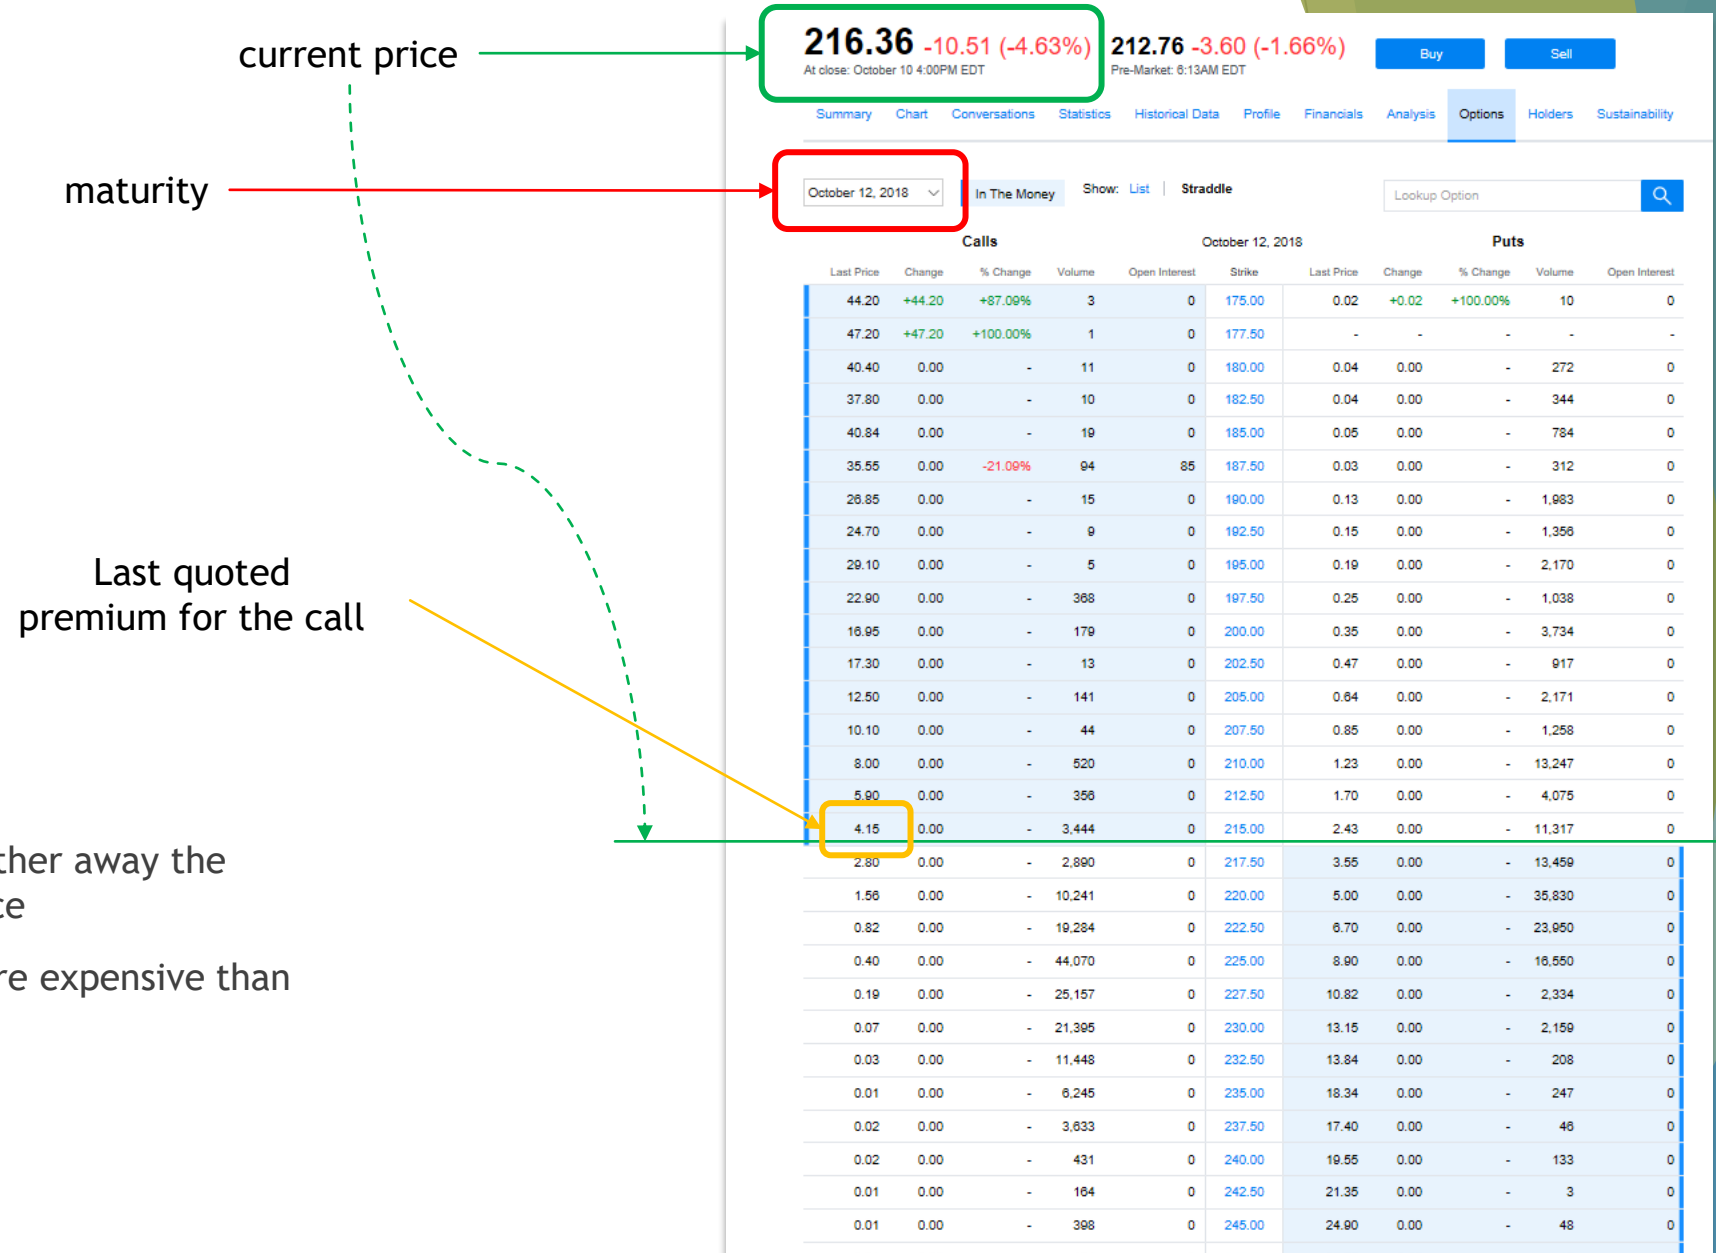 current price
216.36 -10.51 (-4.63%) 212.76 -3.60 (-1.66%) Buy Sell
At close: October 10 4:00PM EDT Pre-Market: 6:13AM EDT
Summary Chart Conversations Statistics Historical Data Profile Financials Analysis Options Holders Sustainability
maturity
October 12, 2018 In The Money Show: List | Straddle Lookup Option
Calls October 12, 2018 Puts
Last Price Change % Change Volume Open Interest Strike Last Price Change % Change Volume Open Interest
44.20 +44.20 +87.09% 3 0 175.00 0.02 +0.02 +100.00% 10 0
47.20 +47.20 +100.00% 1 0 177.50 - - - - -
40.40 0.00 - 11 0 180.00 0.04 0.00 - 272 0
37.80 0.00 - 10 0 182.50 0.04 0.00 - 344 0
40.84 0.00 - 19 0 185.00 0.05 0.00 - 784 0
35.55 0.00 -21.09% 94 85 187.50 0.03 0.00 - 312 0
26.85 0.00 - 15 0 190.00 0.13 0.00 - 1,983 0
24.70 0.00 - 9 0 192.50 0.15 0.00 - 1,356 0
29.10 0.00 - 5 0 195.00 0.19 0.00 - 2,170 0
22.90 0.00 - 368 0 197.50 0.25 0.00 - 1,038 0
16.95 0.00 - 179 0 200.00 0.35 0.00 - 3,734 0
17.30 0.00 - 13 0 202.50 0.47 0.00 - 917 0
12.50 0.00 - 141 0 205.00 0.64 0.00 - 2,171 0
10.10 0.00 - 44 0 207.50 0.85 0.00 - 1,258 0
8.00 0.00 - 520 0 210.00 1.23 0.00 - 13,247 0
5.90 0.00 - 356 0 212.50 1.70 0.00 - 4,075 0
4.15 0.00 - 3,444 0 215.00 2.43 0.00 - 11,317 0
2.80 0.00 - 2,890 0 217.50 3.55 0.00 - 13,459 0
1.56 0.00 - 10,241 0 220.00 5.00 0.00 - 35,830 0
0.82 0.00 - 19,284 0 222.50 6.70 0.00 - 23,950 0
0.40 0.00 - 44,070 0 225.00 8.90 0.00 - 16,550 0
0.19 0.00 - 25,157 0 227.50 10.82 0.00 - 2,334 0
0.07 0.00 - 21,395 0 230.00 13.15 0.00 - 2,159 0
0.03 0.00 - 11,448 0 232.50 13.84 0.00 - 208 0
0.01 0.00 - 6,245 0 235.00 18.34 0.00 - 247 0
0.02 0.00 - 3,633 0 237.50 17.40 0.00 - 46 0
0.02 0.00 - 431 0 240.00 19.55 0.00 - 133 0
0.01 0.00 - 164 0 242.50 21.35 0.00 - 3 0
0.01 0.00 - 398 0 245.00 24.90 0.00 - 48 0
Last quoted
premium for the call
ther away the
ce
re expensive than